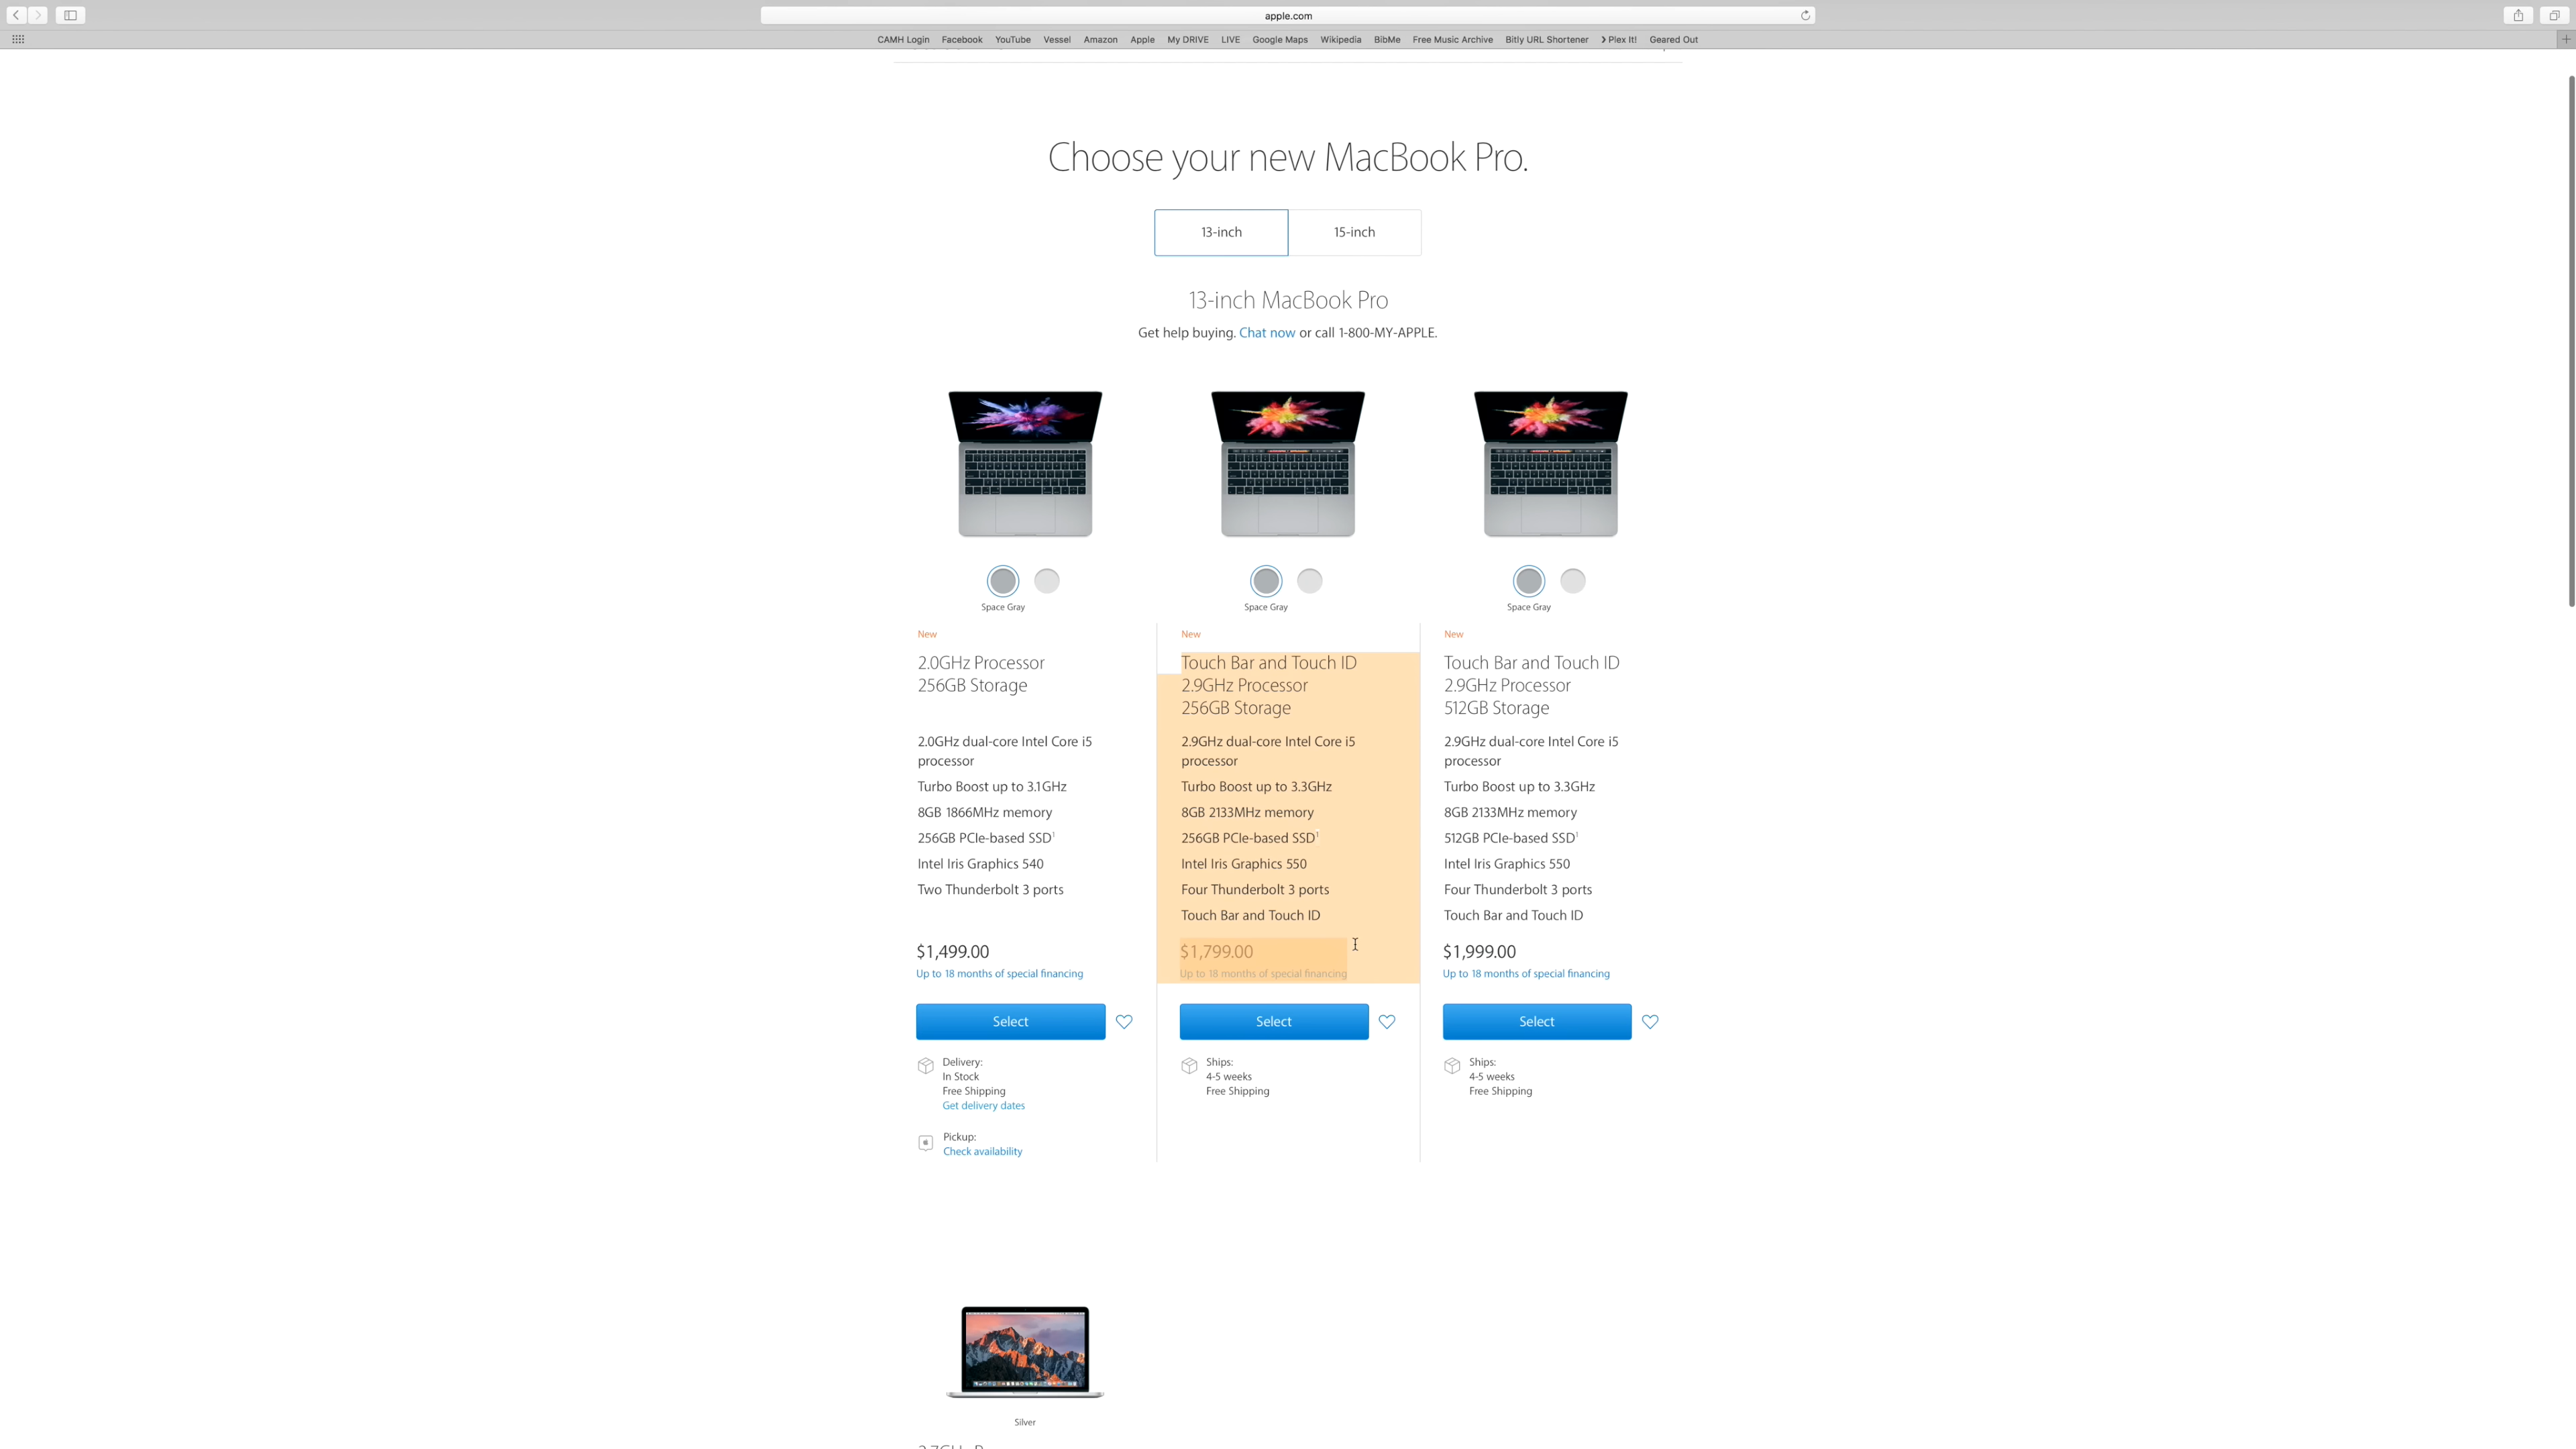 apple.com
CAMH Login Facebook YouTube Vessel Amazon Apple My DRIVE LIVE Google Maps Wikipedia BibMe Free Music Archive Bitly URL Shortener > Plex It! Geared Out
Choose your new MacBook Pro.
13-inch
15-inch
13-inch MacBook Pro
Get help buying. Chat now or call 1-800-MY-APPLE.
Space Gray
Space Gray
Space Gray
New
2.0GHz Processor
256GB Storage
2.0GHz dual-core Intel Core i5
processor
Turbo Boost up to 3.1GHz
8GB 1866MHz memory
256GB PCIe-based SSD¹
Intel Iris Graphics 540
Two Thunderbolt 3 ports
$1,499.00
Up to 18 months of special financing
Select
Delivery:
In Stock
Free Shipping
Get delivery dates
Pickup:
Check availability
New
Touch Bar and Touch ID
2.9GHz Processor
256GB Storage
2.9GHz dual-core Intel Core i5
processor
Turbo Boost up to 3.3GHz
8GB 2133MHz memory
256GB PCIe-based SSD¹
Intel Iris Graphics 550
Four Thunderbolt 3 ports
Touch Bar and Touch ID
$1,799.00
Up to 18 months of special financing
Select
Ships:
4-5 weeks
Free Shipping
New
Touch Bar and Touch ID
2.9GHz Processor
512GB Storage
2.9GHz dual-core Intel Core i5
processor
Turbo Boost up to 3.3GHz
8GB 2133MHz memory
512GB PCIe-based SSD¹
Intel Iris Graphics 550
Four Thunderbolt 3 ports
Touch Bar and Touch ID
$1,999.00
Up to 18 months of special financing
Select
Ships:
4-5 weeks
Free Shipping
Silver